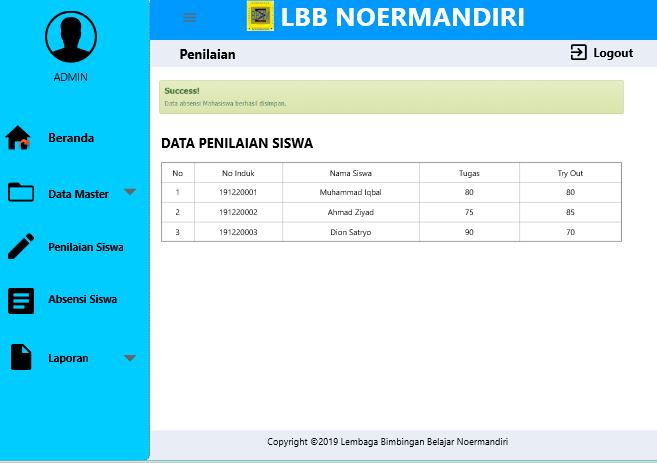 LBB NOERMANDIRI
Penilaian
Logout
ADMIN
Beranda
Data Master
Penilaian Siswa
Absensi Siswa
Laporan
Success!
Data absensi Mahasiswa berhasil disimpan.
DATA PENILAIAN SISWA
No No Induk Nama Siswa Tugas Try Out
1 191220001 Muhammad Iqbal 80 80
2 191220002 Ahmad Ziyad 75 85
3 191220003 Dion Satryo 90 70
Copyright ©2019 Lembaga Bimbingan Belajar Noermandiri